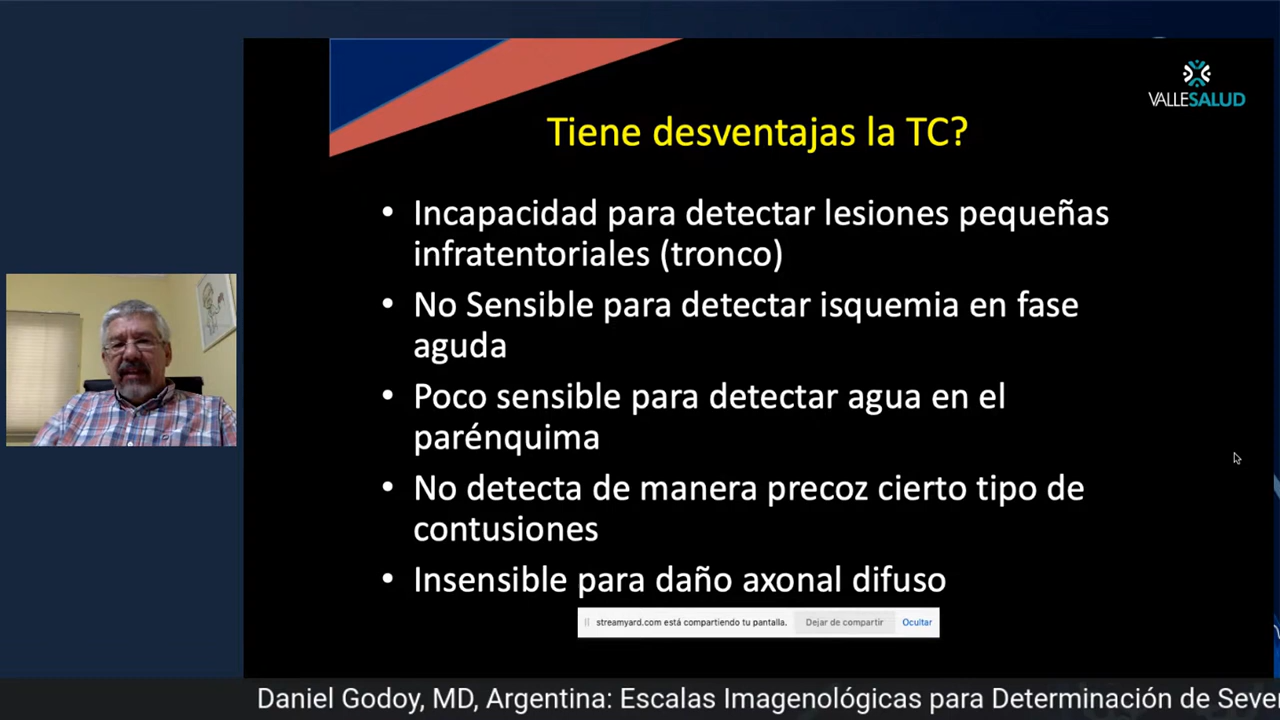 VALLESALUD
Tiene desventajas la TC?
• Incapacidad para detectar lesiones pequeñas
infratentoriales (tronco)
• No Sensible para detectar isquemia en fase
aguda
• Poco sensible para detectar agua en el
parénquima
• No detecta de manera precoz cierto tipo de
contusiones
• Insensible para daño axonal difuso
streamyard.com está compartiendo tu pantalla. Dejar de compartir Ocultar
Daniel Godoy, MD, Argentina: Escalas Imagenológicas para Determinación de Sever